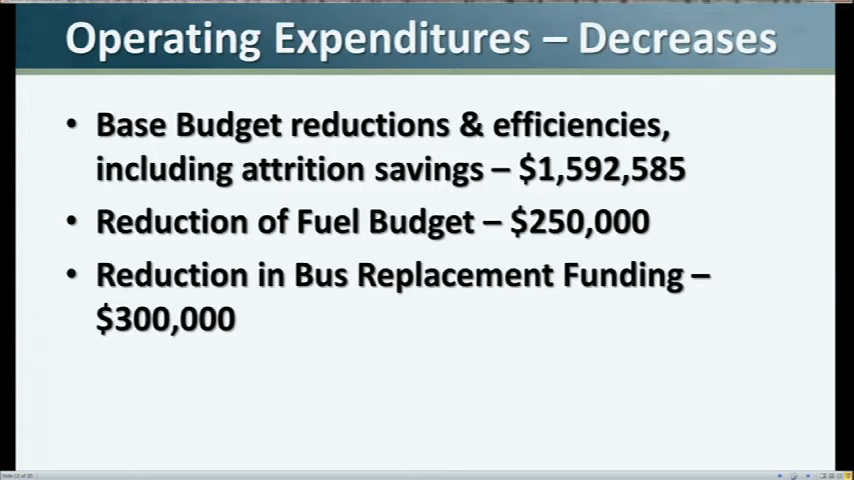 Operating Expenditures – Decreases
• Base Budget reductions & efficiencies,
including attrition savings – $1,592,585
• Reduction of Fuel Budget – $250,000
• Reduction in Bus Replacement Funding –
$300,000